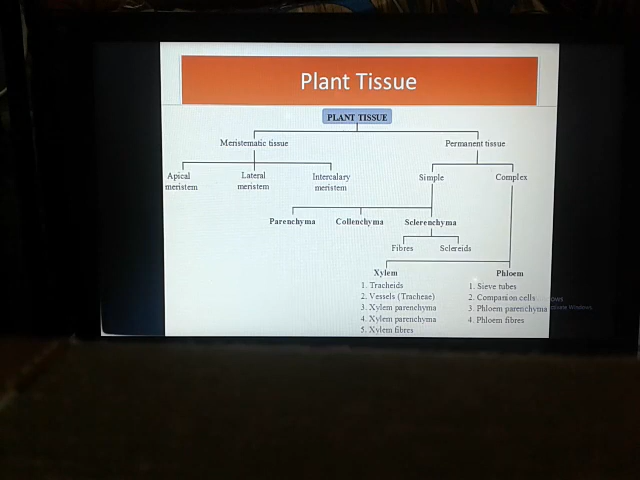 Plant Tissue
PLANT TISSUE
Meristematic tissue
Permanent tissue
Apical meristem
Lateral meristem
Intercalary meristem
Simple
Complex
Parenchyma
Collenchyma
Sclerenchyma
Fibres
Sclereids
Xylem
1. Tracheids
2. Vessels (Tracheae)
3. Xylem parenchyma
4. Xylem parenchyma
5. Xylem fibres
Phloem
1. Sieve tubes
2. Companion cells
3. Phloem parenchyma
4. Phloem fibres
Windows